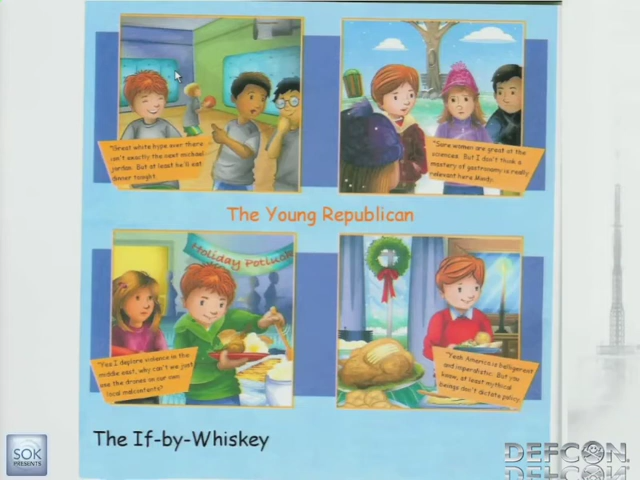 "Great white hype over there
isn't exactly the next michael
jordan. But at least he'll eat
dinner tonight.
"Sure women are great at the
sciences. But I don't think a
mastery of gastronomy is really
relevant here Mandy.
The Young Republican
Holiday Potluck
"Yes I deplore violence in the
middle east, why can't we just
use the drones on our own
local malcontents?
"Yeah America is belligerent
and imperialistic. But you
know, at least mythical
beings don't dictate policy.
The If-by-Whiskey
SOK
PRESENTS
DEFCON